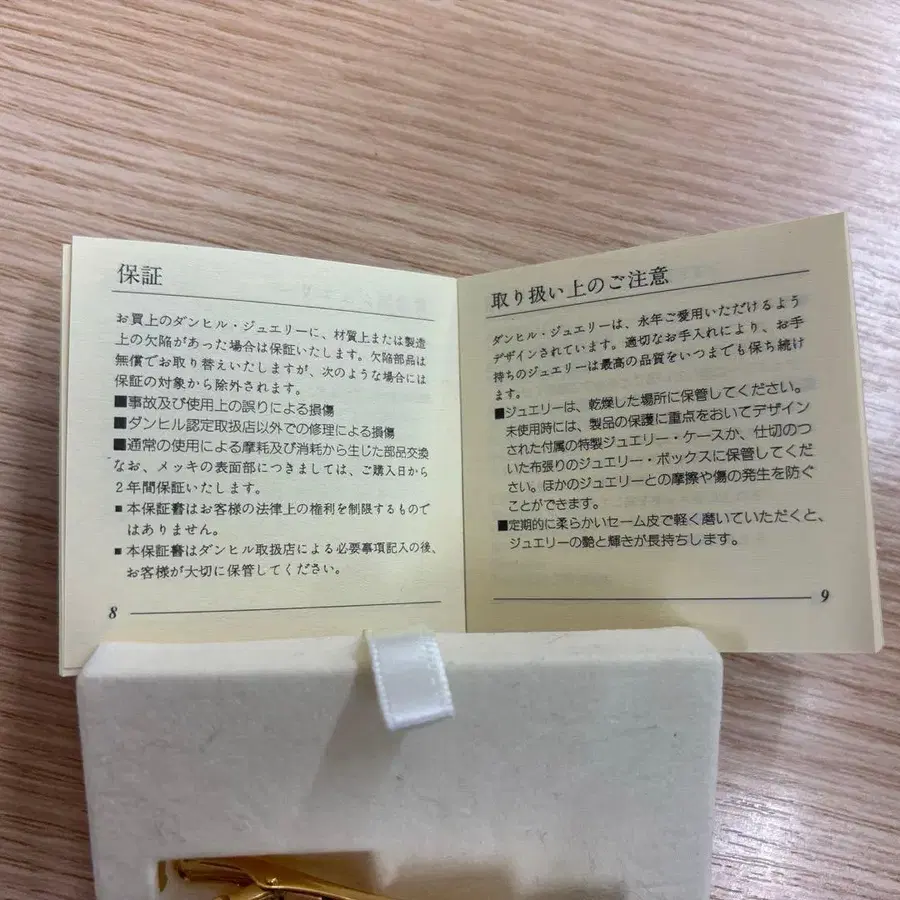 保証
お買上のダンヒル・ジュエリーに、材質上または製造
上の欠陥があった場合は保証いたします。欠陥部品は
無償でお取り替えいたしますが、次のような場合には
保証の対象から除外されます。
■事故及び使用上の誤りによる損傷
■ダンヒル認定取扱店以外での修理による損傷
■通常の使用による摩耗及び消耗から生じた部品交換
なお、メッキの表面部につきましては、ご購入日から
2年間保証いたします。
■本保証書はお客様の法律上の権利を制限するもので
はありません。
■本保証書はダンヒル取扱店による必要事項記入の後、
お客様が大切に保管してください。
8
取り扱い上のご注意
ダンヒル・ジュエリーは、永年ご愛用いただけるよう
デザインされています。適切なお手入れにより、お手
持ちのジュエリーは最高の品質をいつまでも保ち続け
ます。
■ジュエリーは、乾燥した場所に保管してください。
未使用時には、製品の保護に重点をおいてデザイン
された付属の特製ジュエリー・ケースか、仕切のつ
いた布張りのジュエリー・ボックスに保管してくだ
さい。ほかのジュエリーとの摩擦や傷の発生を防ぐ
ことができます。
■定期的に柔らかいセーム皮で軽く磨いていただくと、
ジュエリーの艶と輝きが長持ちします。
9